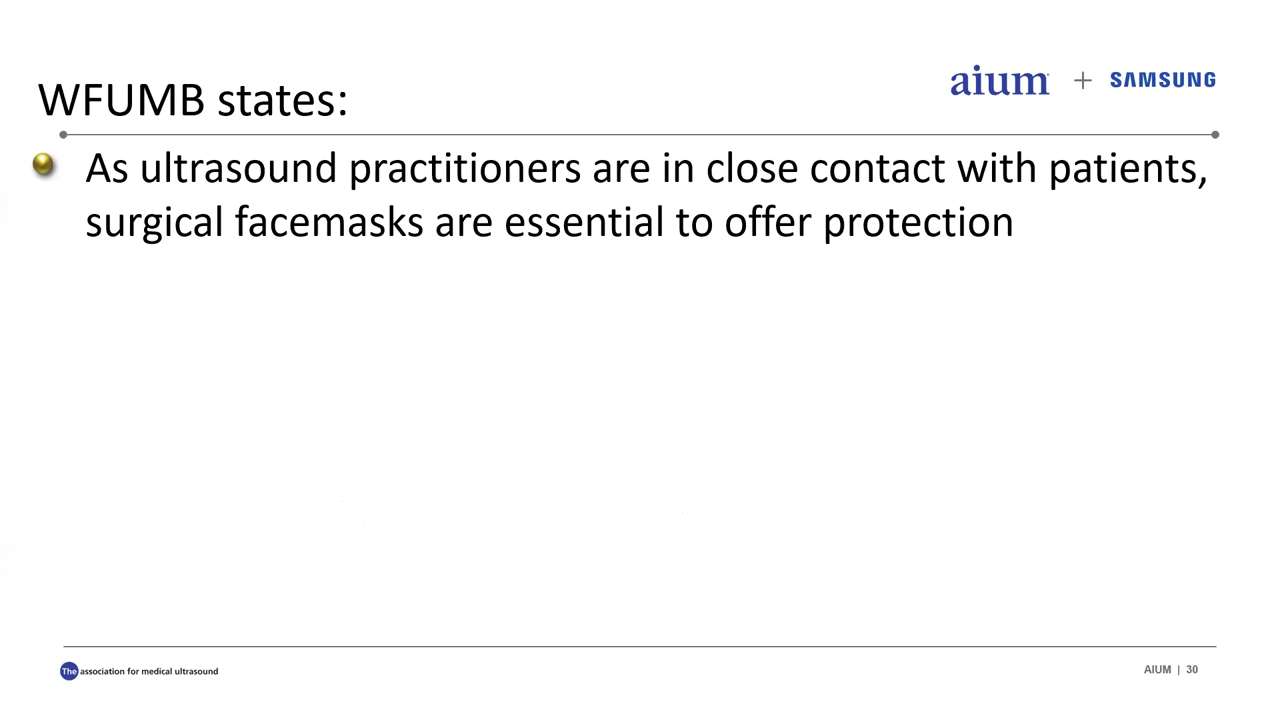 WFUMB states:
aium + SAMSUNG
As ultrasound practitioners are in close contact with patients,
surgical facemasks are essential to offer protection
The association for medical ultrasound
AIUM | 30